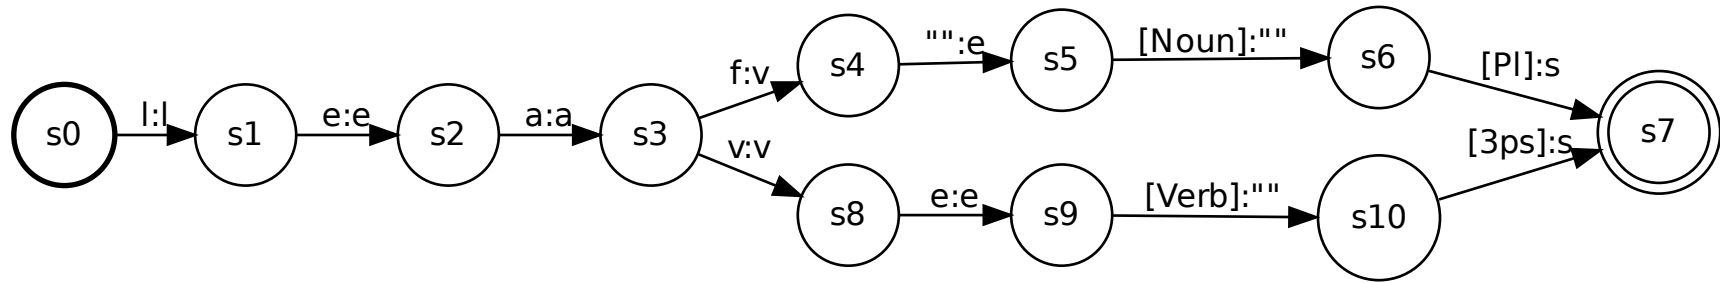 s0
l:l
s1
e:e
s2
a:a
s3
f:v
s4
"":e
s5
[Noun]:""
s6
[Pl]:s
s7
v:v
s8
e:e
s9
[Verb]:""
s10
[3ps]:s